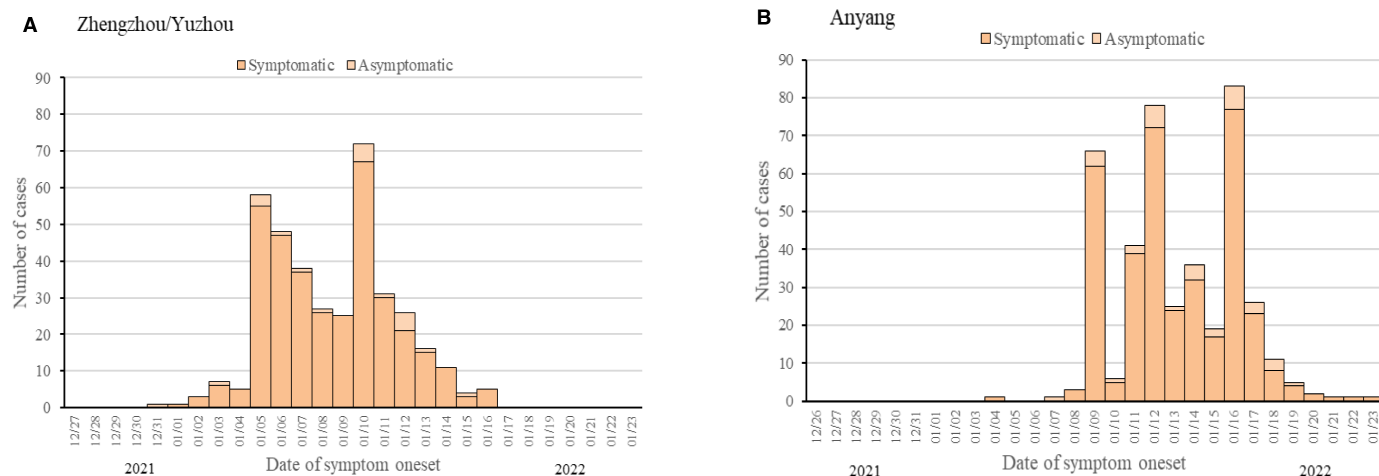 A Zhengzhou/Yuzhou
Symptomatic Asymptomatic
90
80
70
60
50
40
30
20
10
0
Number of cases
12/27 12/28 12/29 12/30 12/31 01/01 01/02 01/03 01/04 01/05 01/06 01/07 01/08 01/09 01/10 01/11 01/12 01/13 01/14 01/15 01/16 01/17 01/18 01/19 01/20 01/21 01/22 01/23
2021 Date of symptom oneset 2022
B Anyang
Symptomatic Asymptomatic
90
80
70
60
50
40
30
20
10
0
Number of cases
12/26 12/27 12/28 12/29 12/30 12/31 01/01 01/02 01/03 01/04 01/05 01/06 01/07 01/08 01/09 01/10 01/11 01/12 01/13 01/14 01/15 01/16 01/17 01/18 01/19 01/20 01/21 01/22 01/23
2021 Date of symptom oneset 2022